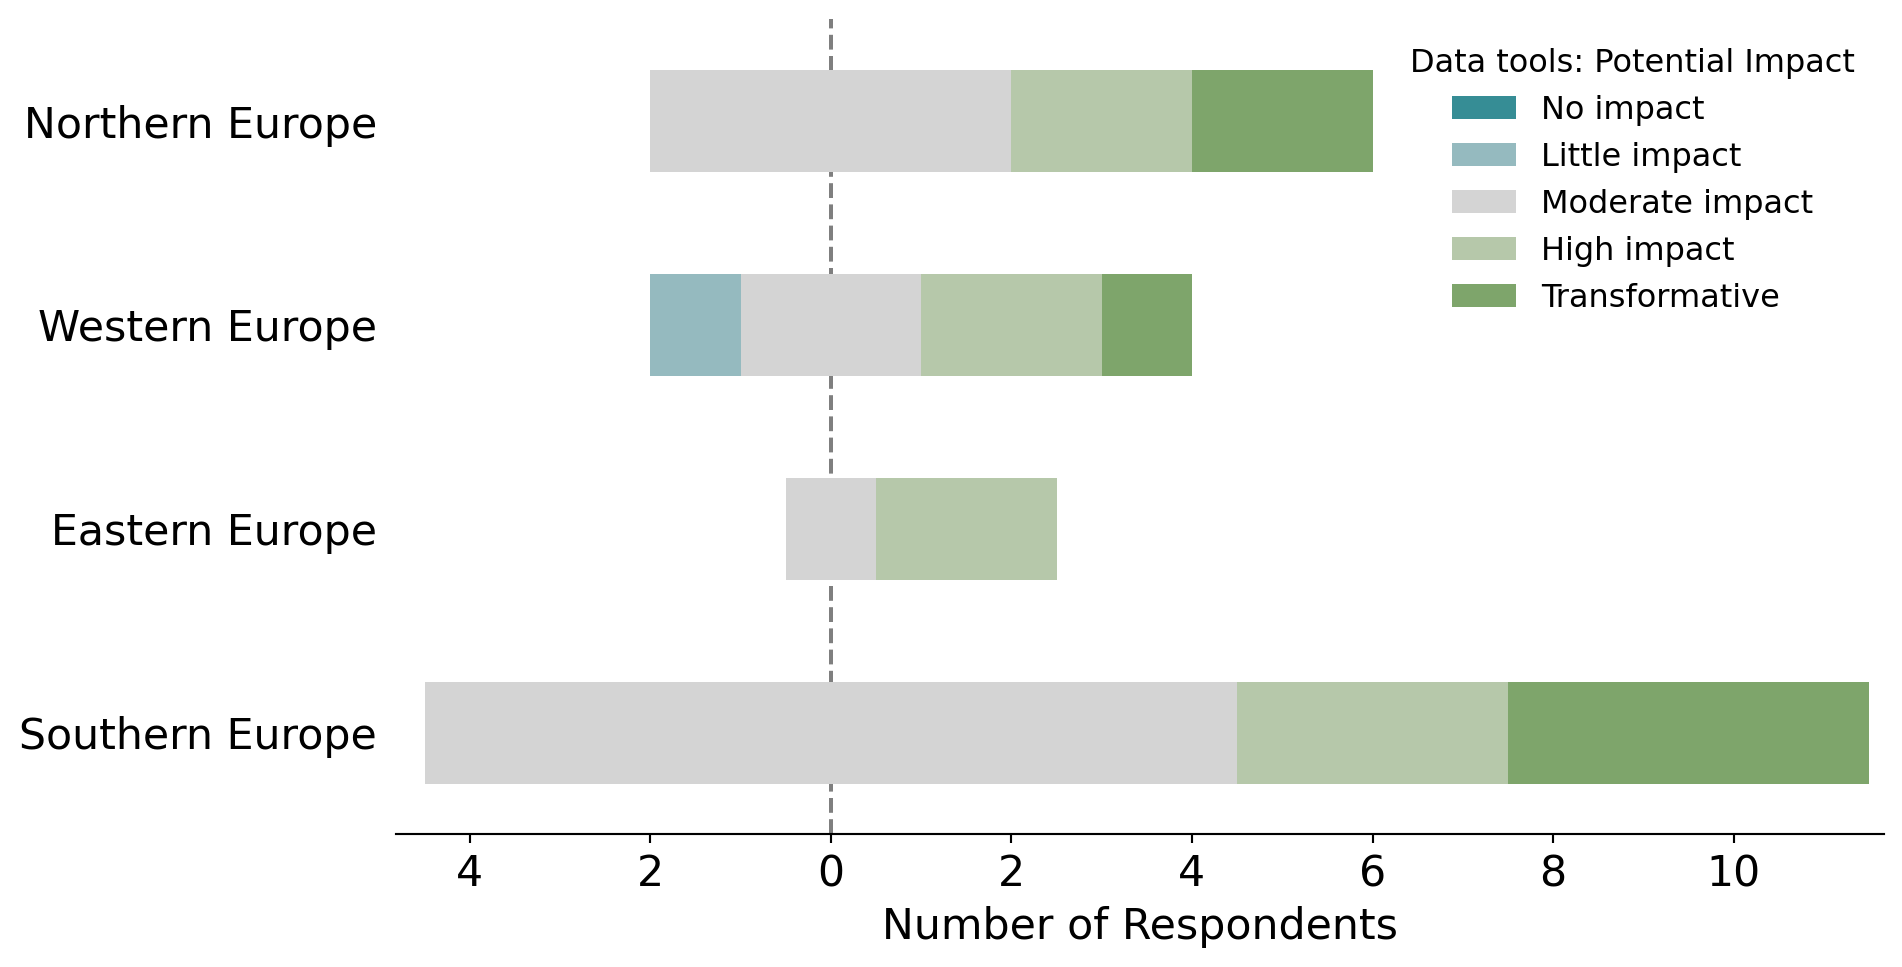 Data tools: Potential Impact
No impact
Little impact
Moderate impact
High impact
Transformative
Northern Europe
Western Europe
Eastern Europe
Southern Europe
4 2 0 2 4 6 8 10
Number of Respondents